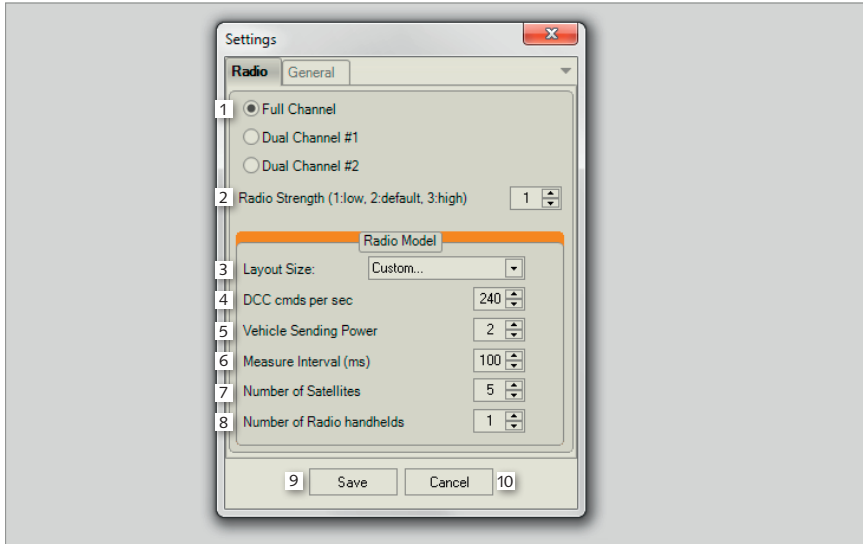 Settings
Radio General
1 Full Channel
Dual Channel #1
Dual Channel #2
2 Radio Strength (1:low, 2:default, 3:high) 1
Radio Model
3 Layout Size: Custom...
4 DCC cmds per sec 240
5 Vehicle Sending Power 2
6 Measure Interval (ms) 100
7 Number of Satellites 5
8 Number of Radio handhelds 1
9 Save Cancel 10